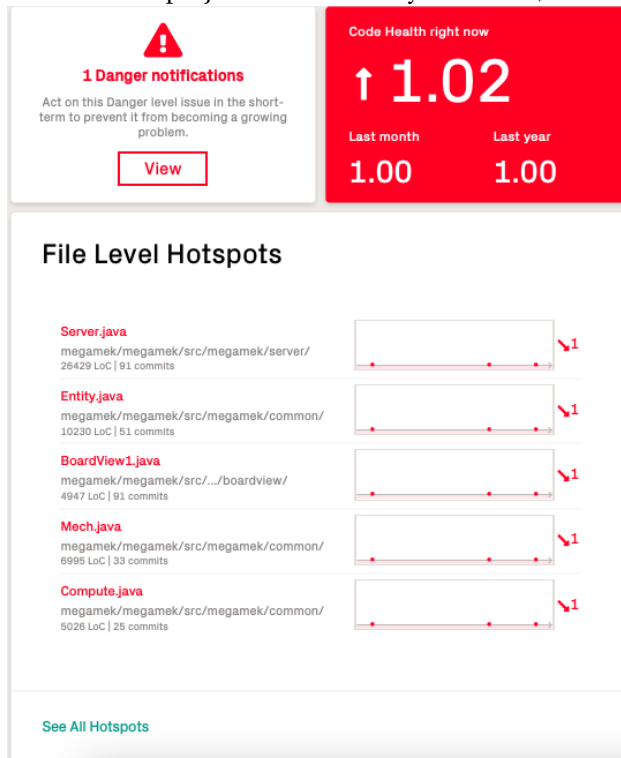 1 Danger notifications
Act on this Danger level issue in the short-
term to prevent it from becoming a growing
problem.
View
Code Health right now
↑ 1.02
Last month
Last year
1.00
1.00
File Level Hotspots
Server.java
megamek/megamek/src/megamek/server/
26429 LoC | 91 commits
↘1
Entity.java
megamek/megamek/src/megamek/common/
10230 LoC | 51 commits
↘1
BoardView1.java
megamek/megamek/src/.../boardview/
4947 LoC | 91 commits
↘1
Mech.java
megamek/megamek/src/megamek/common/
6995 LoC | 33 commits
↘1
Compute.java
megamek/megamek/src/megamek/common/
5026 LoC | 25 commits
↘1
See All Hotspots